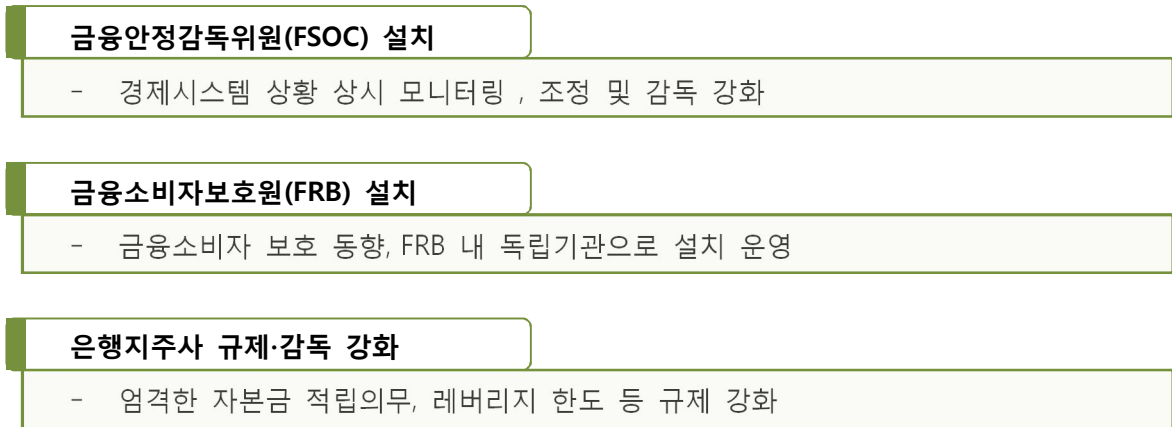 금융안정감독위원(FSOC) 설치
- 경제시스템 상황 상시 모니터링 , 조정 및 감독 강화
금융소비자보호원(FRB) 설치
- 금융소비자 보호 동향, FRB 내 독립기관으로 설치 운영
은행지주사 규제·감독 강화
- 엄격한 자본금 적립의무, 레버리지 한도 등 규제 강화